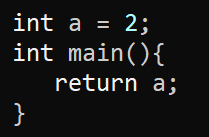 int a = 2;
int main(){
   return a;
}